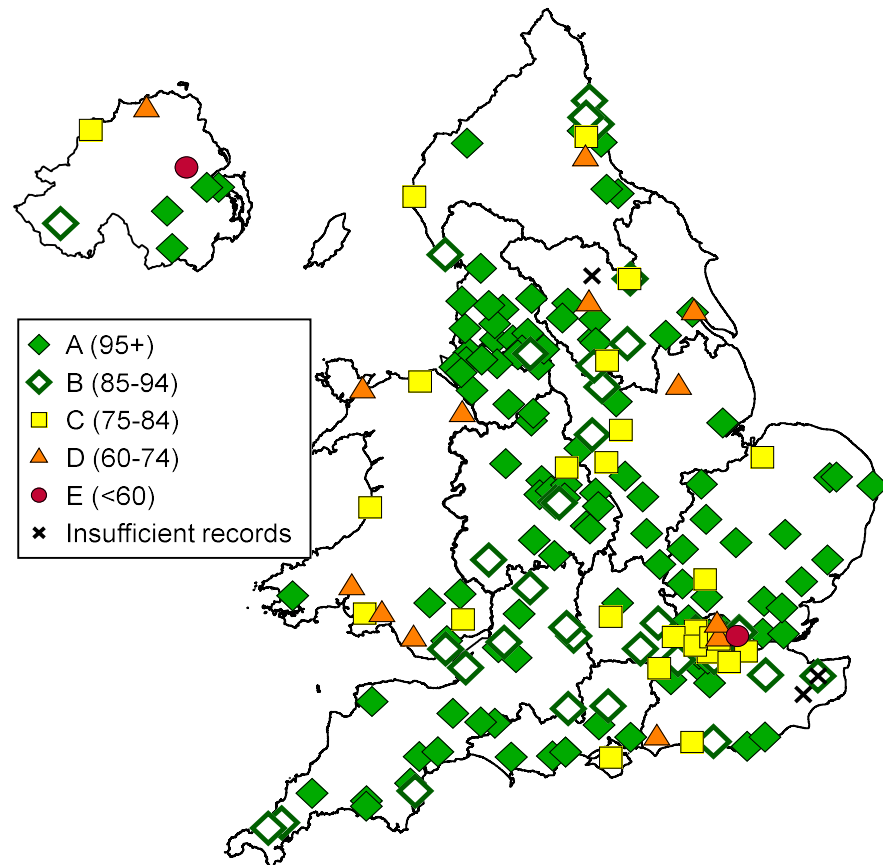 A (95+)
B (85-94)
C (75-84)
D (60-74)
E (<60)
Insufficient records